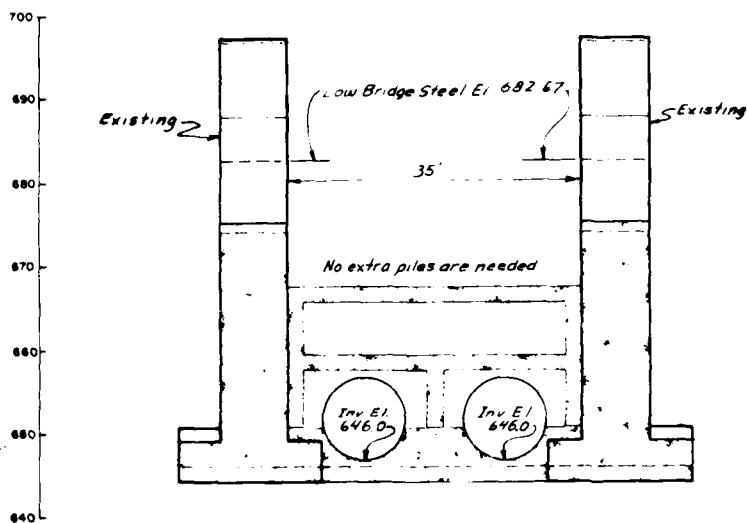 700
690
680
670
660
650
640
Low Bridge Steel El 682 67
Existing
Existing
35'
No extra piles are needed
Inv El.
646.0
Inv El
646.0